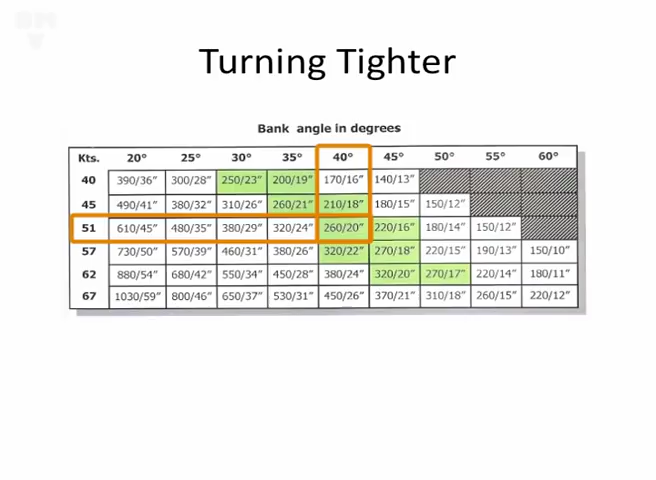 Turning Tighter
Bank angle in degrees
Kts. 20° 25° 30° 35° 40° 45° 50° 55° 60°
40 390/36” 300/28” 250/23” 200/19” 170/16” 140/13”
45 490/41” 380/32” 310/26” 260/21” 210/18” 180/15” 150/12”
51 610/45” 480/35” 380/29” 320/24” 260/20” 220/16” 180/14” 150/12”
57 730/50” 570/39” 460/31” 380/26” 320/22” 270/18” 220/15” 190/13” 150/10”
62 880/54” 680/42” 550/34” 450/28” 380/24” 320/20” 270/17” 220/14” 180/11”
67 1030/59” 800/46” 650/37” 530/31” 450/26” 370/21” 310/18” 260/15” 220/12”